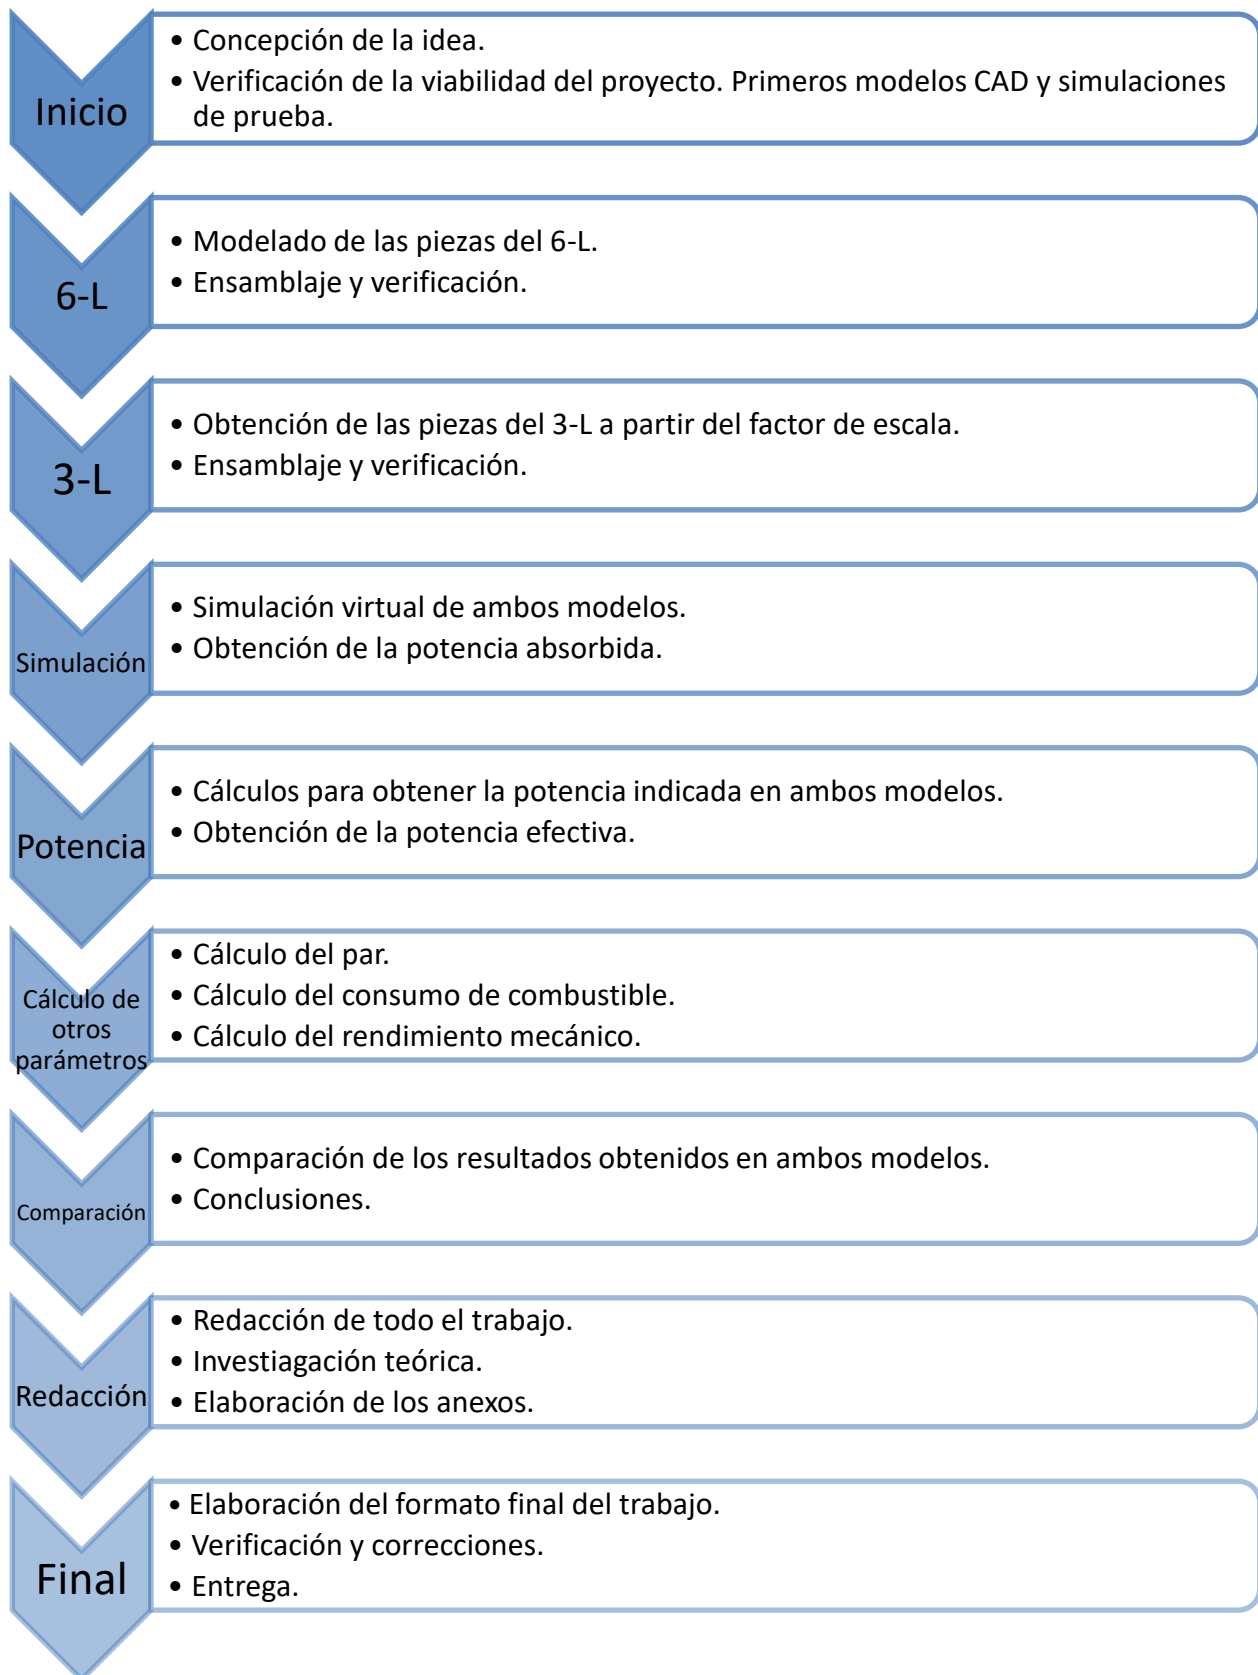 Inicio
• Concepción de la idea.
• Verificación de la viabilidad del proyecto. Primeros modelos CAD y simulaciones
de prueba.
6-L
• Modelado de las piezas del 6-L.
• Ensamblaje y verificación.
3-L
• Obtención de las piezas del 3-L a partir del factor de escala.
• Ensamblaje y verificación.
Simulación
• Simulación virtual de ambos modelos.
• Obtención de la potencia absorbida.
Potencia
• Cálculos para obtener la potencia indicada en ambos modelos.
• Obtención de la potencia efectiva.
Cálculo de
otros
parámetros
• Cálculo del par.
• Cálculo del consumo de combustible.
• Cálculo del rendimiento mecánico.
Comparación
• Comparación de los resultados obtenidos en ambos modelos.
• Conclusiones.
Redacción
• Redacción de todo el trabajo.
• Investiagación teórica.
• Elaboración de los anexos.
Final
• Elaboración del formato final del trabajo.
• Verificación y correcciones.
• Entrega.